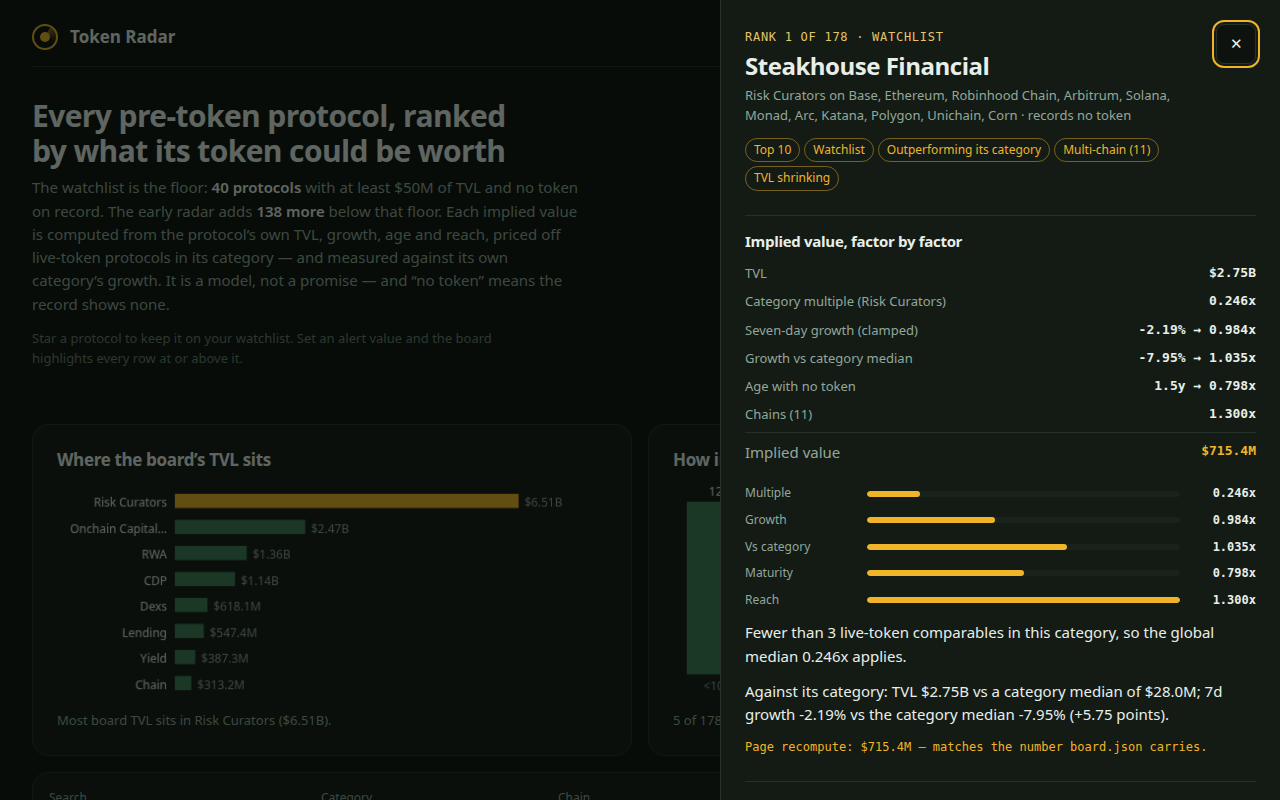 Token Radar
Every pre-token protocol, ranked
by what its token could be worth
The watchlist is the floor: 40 protocols with at least $50M of TVL and no token
on record. The early radar adds 138 more below that floor. Each implied value
is computed from the protocol’s own TVL, growth, age and reach, priced off
live-token protocols in its category — and measured against its own
category’s growth. It is a model, not a promise — and “no token” means the
record shows none.
Star a protocol to keep it on your watchlist. Set an alert value and the board
highlights every row at or above it.
Where the board’s TVL sits
Risk Curators $6.51B
Onchain Capital… $2.47B
RWA $1.36B
CDP $1.14B
Dexs $618.1M
Lending $547.4M
Yield $387.3M
Chain $313.2M
Most board TVL sits in Risk Curators ($6.51B).
How i
12
<10
5 of 178
Search Category Chain
RANK 1 OF 178 · WATCHLIST
×
Steakhouse Financial
Risk Curators on Base, Ethereum, Robinhood Chain, Arbitrum, Solana,
Monad, Arc, Katana, Polygon, Unichain, Corn · records no token
Top 10 Watchlist Outperforming its category Multi-chain (11)
TVL shrinking
Implied value, factor by factor
TVL $2.75B
Category multiple (Risk Curators) 0.246x
Seven-day growth (clamped) -2.19% → 0.984x
Growth vs category median -7.95% → 1.035x
Age with no token 1.5y → 0.798x
Chains (11) 1.300x
Implied value $715.4M
Multiple 0.246x
Growth 0.984x
Vs category 1.035x
Maturity 0.798x
Reach 1.300x
Fewer than 3 live-token comparables in this category, so the global
median 0.246x applies.
Against its category: TVL $2.75B vs a category median of $28.0M; 7d
growth -2.19% vs the category median -7.95% (+5.75 points).
Page recompute: $715.4M — matches the number board.json carries.